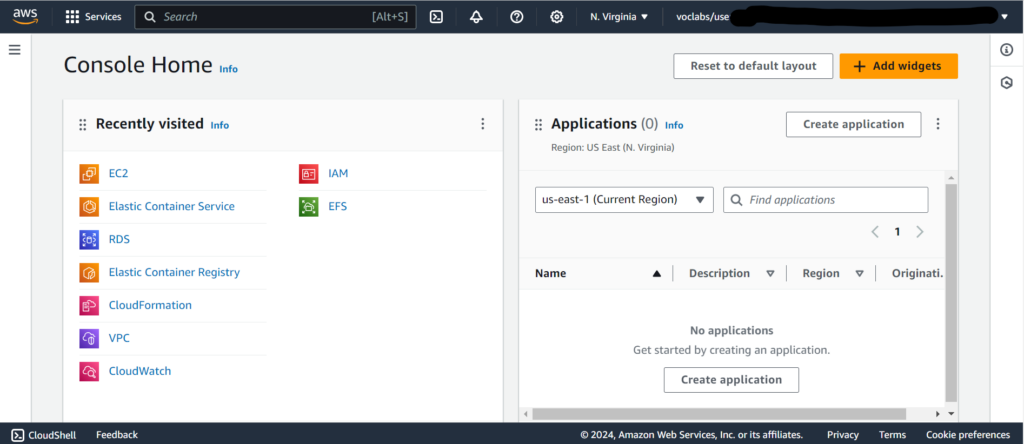 aws Services Search [Alt+S] N. Virginia voclabs/use
Console Home Info Reset to default layout Add widgets
Recently visited Info
EC2
Elastic Container Service
RDS
Elastic Container Registry
CloudFormation
VPC
CloudWatch
IAM
EFS
Applications (0) Info Create application
Region: US East (N. Virginia)
us-east-1 (Current Region) Find applications
1
Name Description Region Originati.
No applications
Get started by creating an application.
Create application
CloudShell Feedback © 2024, Amazon Web Services, Inc. or its affiliates. Privacy Terms Cookie preferences